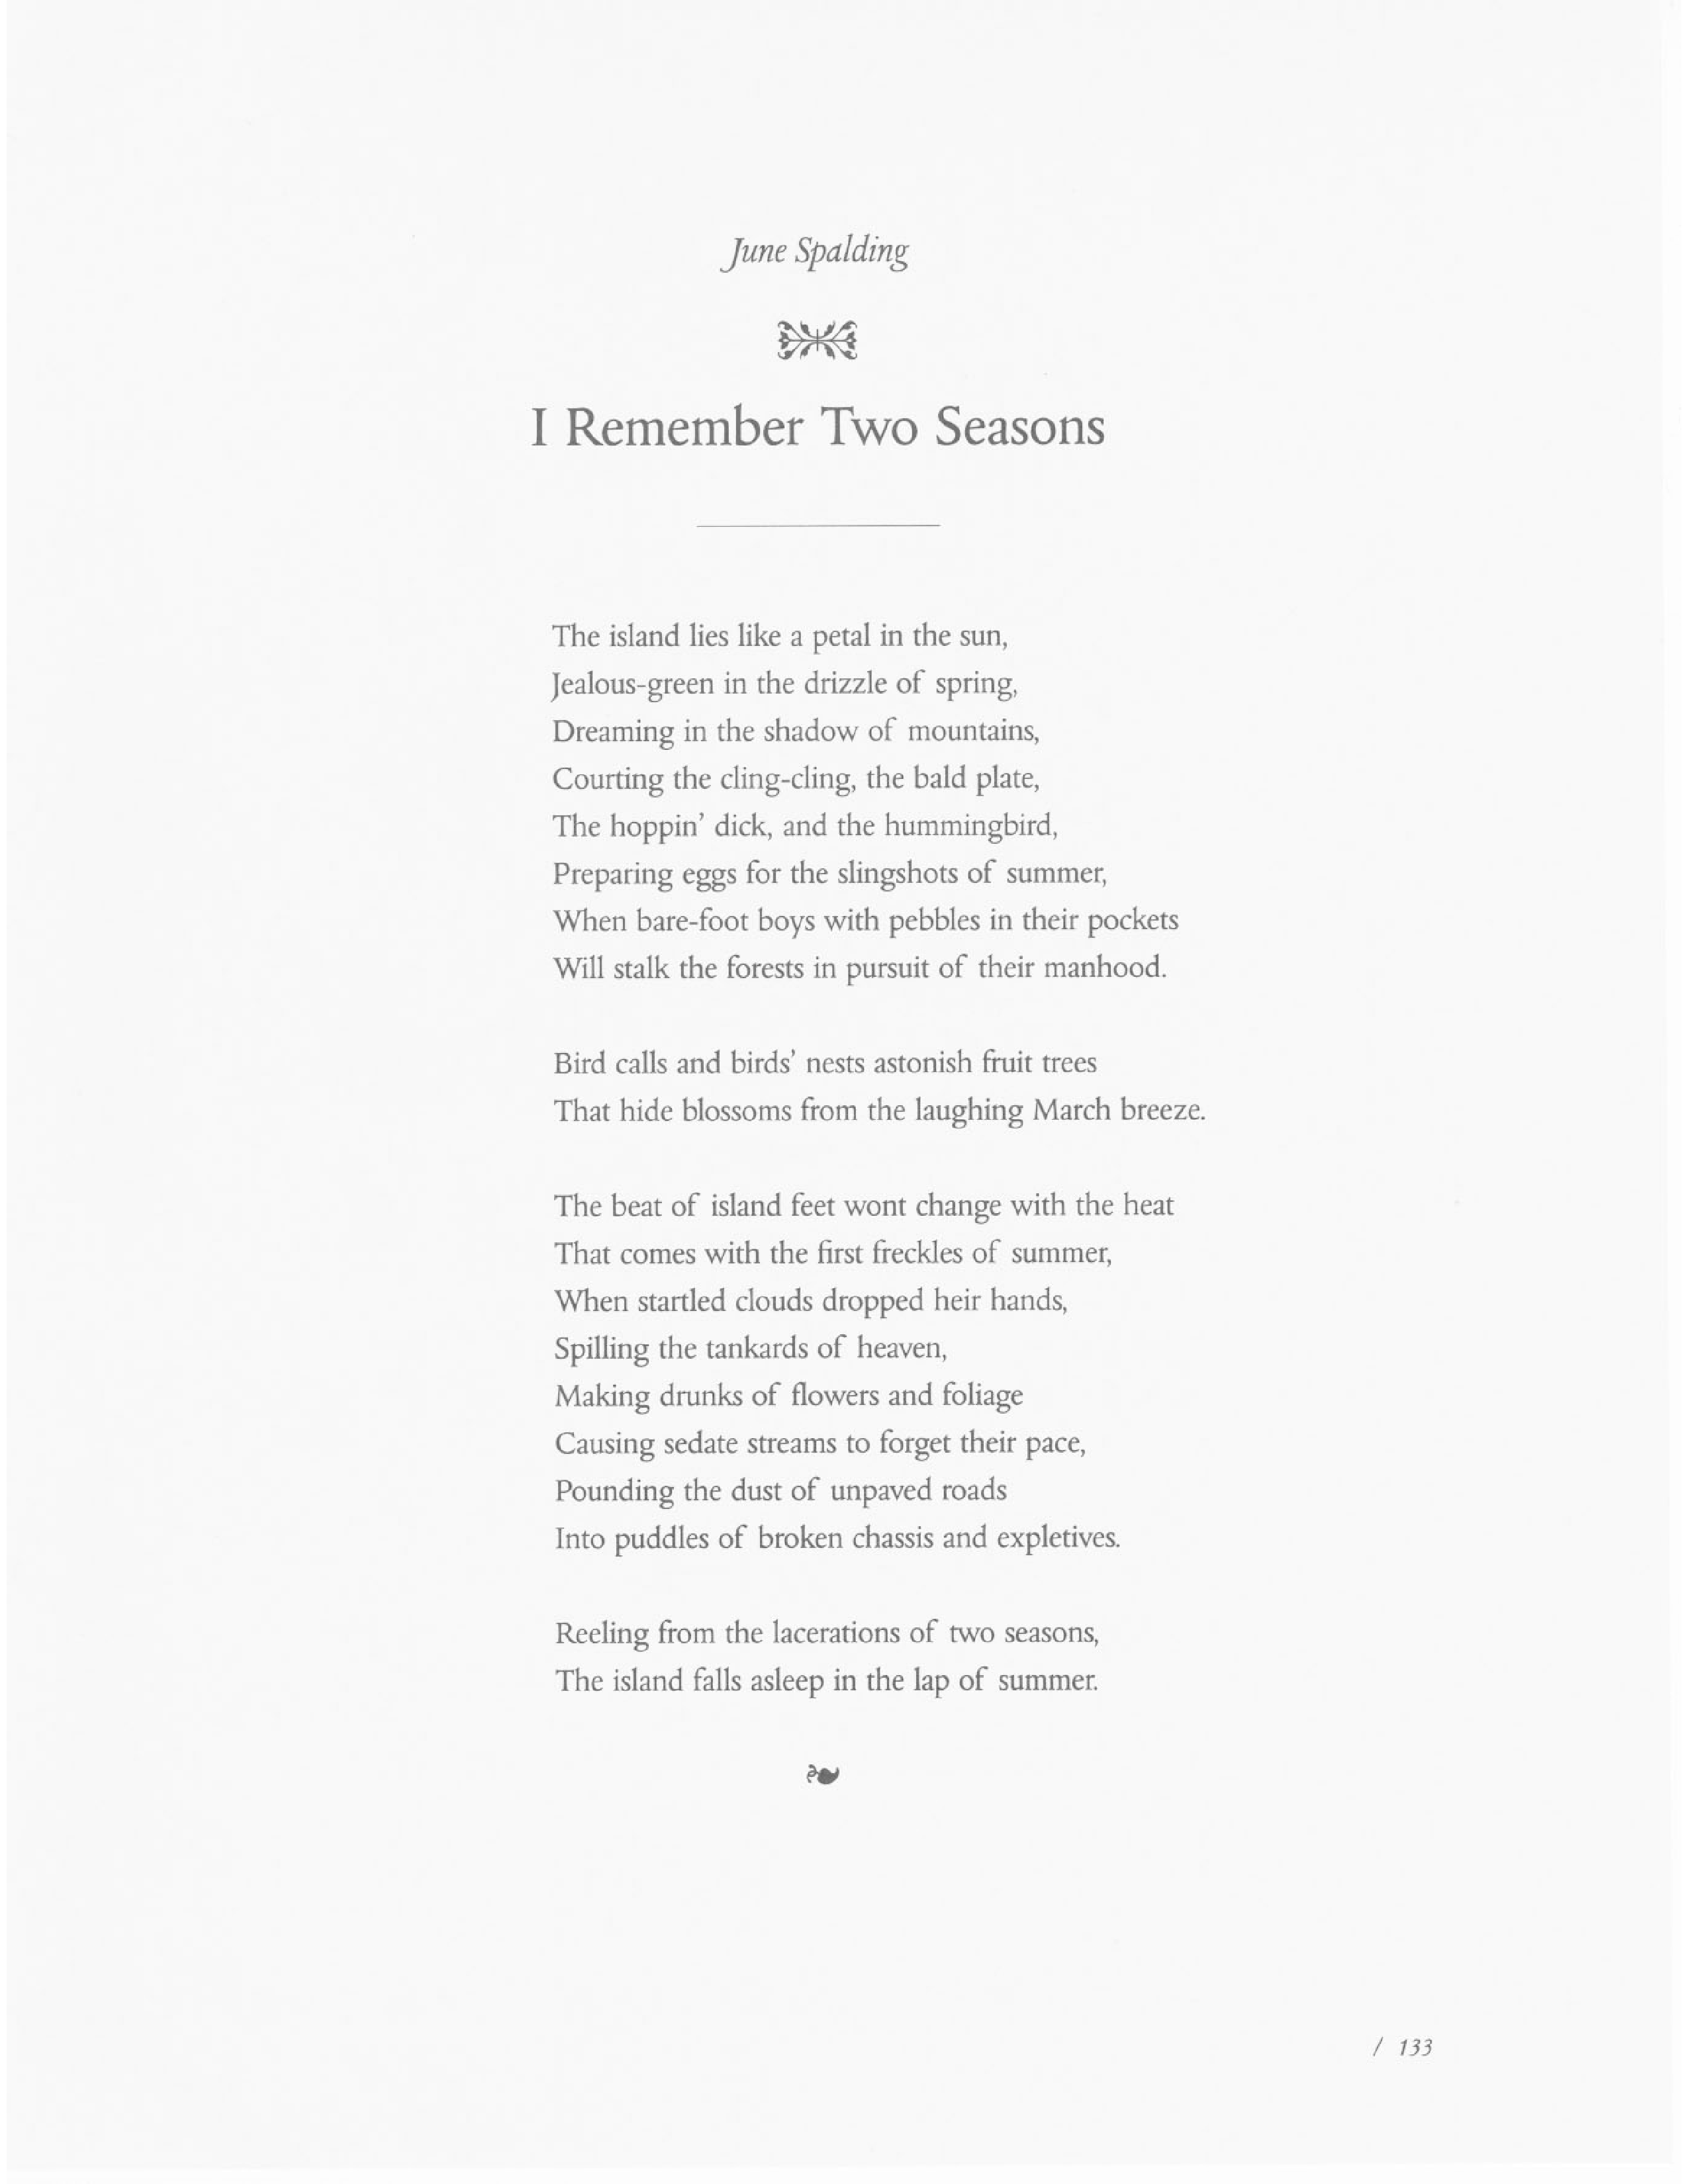 June Spalding
I Remember Two Seasons
The island lies like a petal in the sun,
Jealous-green in the drizzle of spring,
Dreaming in the shadow of mountains,
Courting the cling-cling, the bald plate,
The hoppin’ dick, and the hummingbird,
Preparing eggs for the slingshots of summer,
When bare-foot boys with pebbles in their pockets
Will stalk the forests in pursuit of their manhood.
Bird calls and birds’ nests astonish fruit trees
That hide blossoms from the laughing March breeze.
The beat of island feet wont change with the heat
That comes with the first freckles of summer,
When startled clouds dropped heir hands,
Spilling the tankards of heaven,
Making drunks of flowers and foliage
Causing sedate streams to forget their pace,
Pounding the dust of unpaved roads
Into puddles of broken chassis and expletives.
Reeling from the lacerations of two seasons,
The island falls asleep in the lap of summer.
/ 133